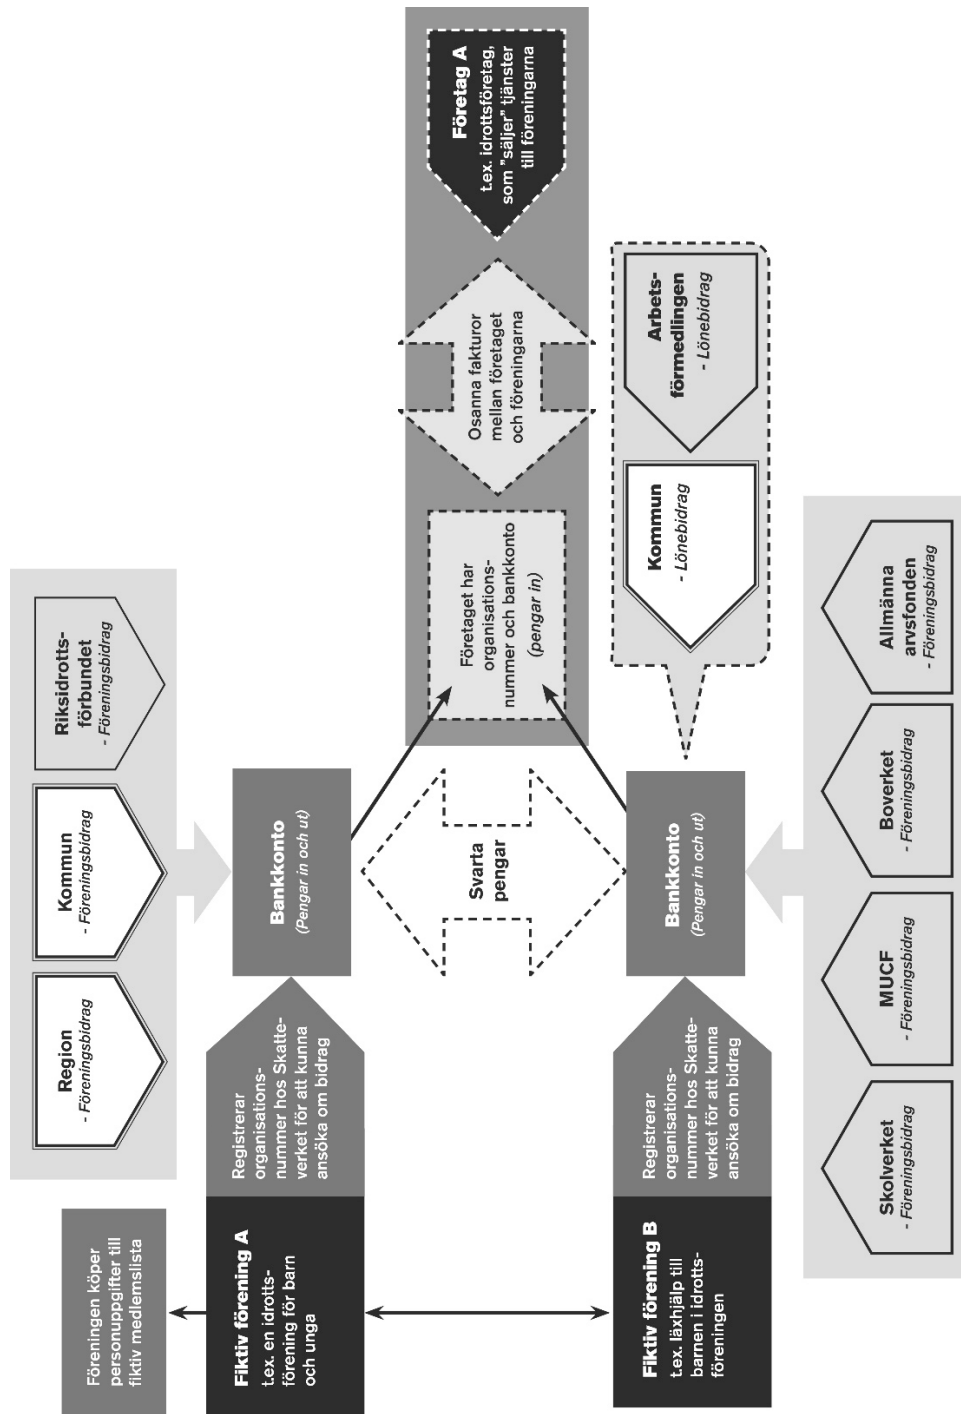 Föreningen köper
personuppgifter till
fiktiv medlemslista
Region
- Föreningsbidrag
Kommun
- Föreningsbidrag
Riksidrotts-
förbundet
- Föreningsbidrag
Fiktiv förening A
t.ex. en idrotts-
förening för barn
och unga
Registrerar
organisations-
nummer hos Skatte-
verket för att kunna
ansöka om bidrag
Bankkonto
(Pengar in och ut)
Svarta
pengar
Företaget har
organisations-
nummer och bankkonto
(pengar in)
Osanna fakturor
mellan företaget
och föreningarna
Företag A
t.ex. idrottsföretag,
som ”säljer” tjänster
till föreningarna
Fiktiv förening B
t.ex. läxhjälp till
barnen i idrotts-
föreningen
Registrerar
organisations-
nummer hos Skatte-
verket för att kunna
ansöka om bidrag
Bankkonto
(Pengar in och ut)
Kommun
- Lönebidrag
Arbets-
förmedlingen
- Lönebidrag
Skolverket
- Föreningsbidrag
MUCF
- Föreningsbidrag
Boverket
- Föreningsbidrag
Allmänna
arvsfonden
- Föreningsbidrag